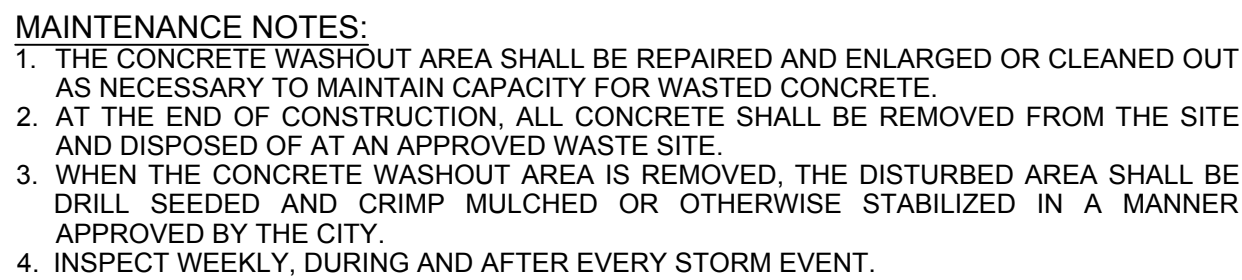 MAINTENANCE NOTES:
1. THE CONCRETE WASHOUT AREA SHALL BE REPAIRED AND ENLARGED OR CLEANED OUT
AS NECESSARY TO MAINTAIN CAPACITY FOR WASTED CONCRETE.
2. AT THE END OF CONSTRUCTION, ALL CONCRETE SHALL BE REMOVED FROM THE SITE
AND DISPOSED OF AT AN APPROVED WASTE SITE.
3. WHEN THE CONCRETE WASHOUT AREA IS REMOVED, THE DISTURBED AREA SHALL BE
DRILL SEEDED AND CRIMP MULCHED OR OTHERWISE STABILIZED IN A MANNER
APPROVED BY THE CITY.
4. INSPECT WEEKLY, DURING AND AFTER EVERY STORM EVENT.